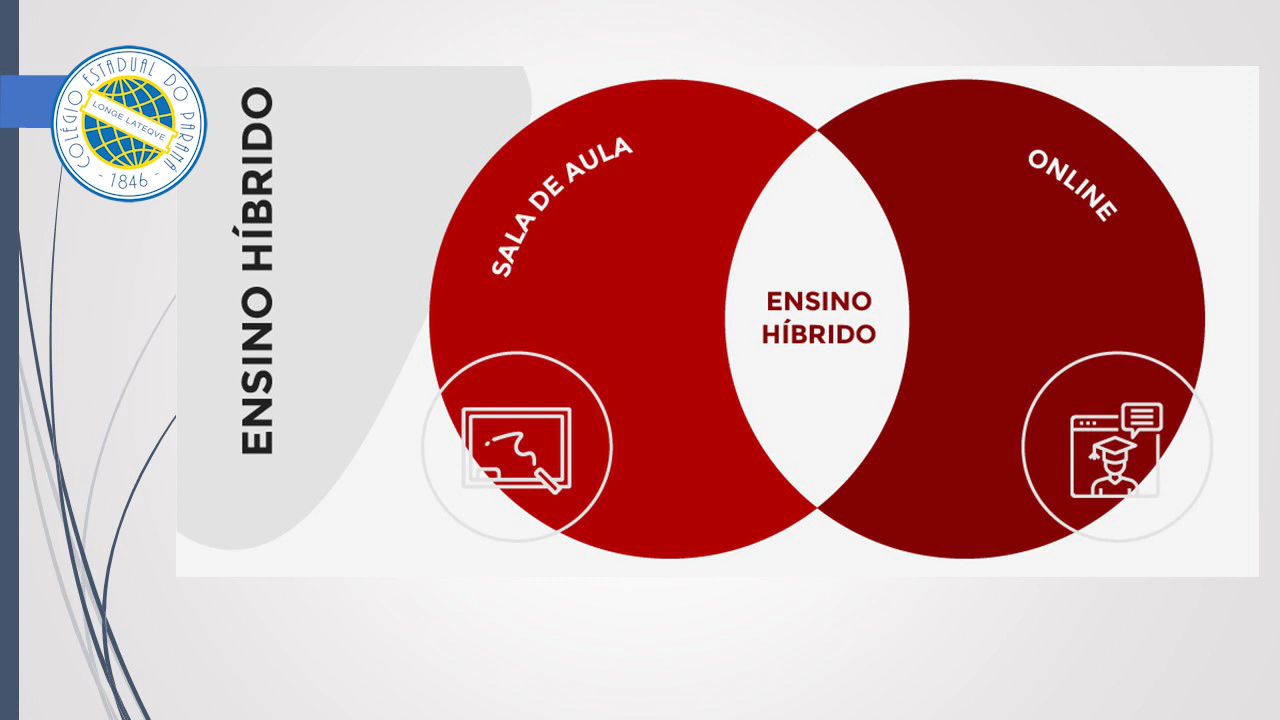 COLÉGIO ESTADUAL DO PARANÁ
LONGE LATEQVE
- 1846 -
ENSINO HÍBRIDO
SALA DE AULA
ONLINE
ENSINO
HÍBRIDO